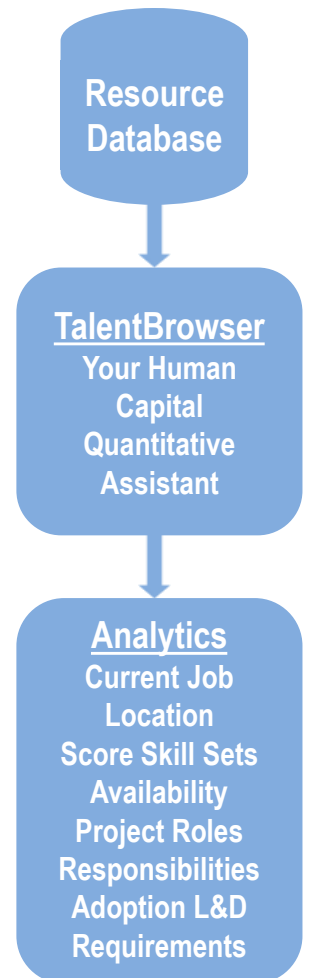 Resource
Database
TalentBrowser
Your Human
Capital
Quantitative
Assistant
Analytics
Current Job
Location
Score Skill Sets
Availability
Project Roles
Responsibilities
Adoption L&D
Requirements